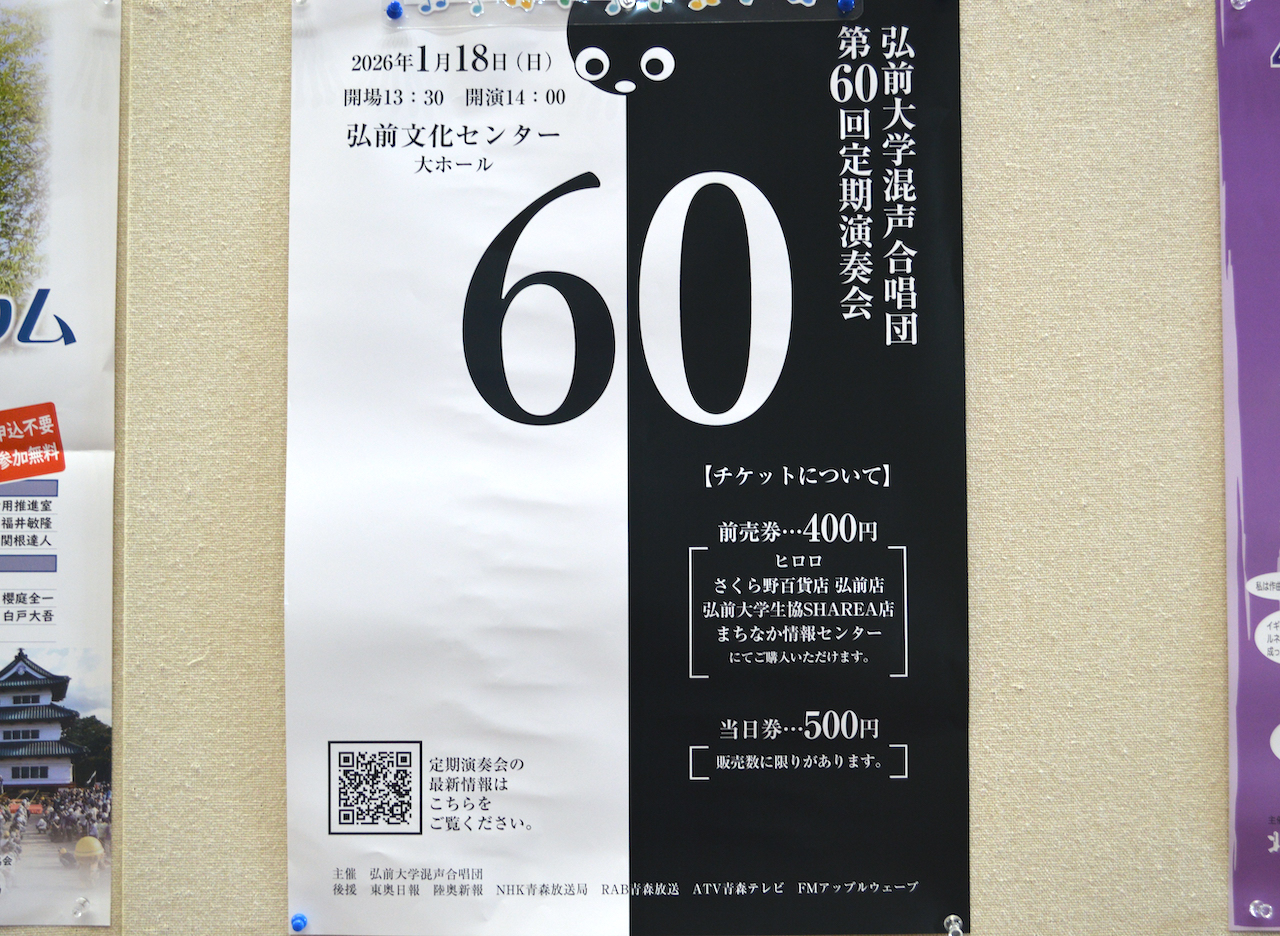 弘前大学混声合唱団
第60回定期演奏会
2026年1月18日（日）
開場13：30　開演14：00
弘前文化センター
大ホール
60
【チケットについて】
前売券…400円
ヒロロ
さくら野百貨店 弘前店
弘前大学生協SHAREA店
まちなか情報センター
にてご購入いただけます。
当日券…500円
販売数に限りがあります。
定期演奏会の
最新情報は
こちらを
ご覧ください。
主催　弘前大学混声合唱団
後援　東奥日報　陸奥新報　NHK青森放送局　RAB青森放送　ATV青森テレビ　FMアップルウェーブ
ム
申込不要
参加無料
用推進室
福井敏隆
関根達人
櫻庭全一
白戸大吾
私は作曲
イギ
ルネ
成っ